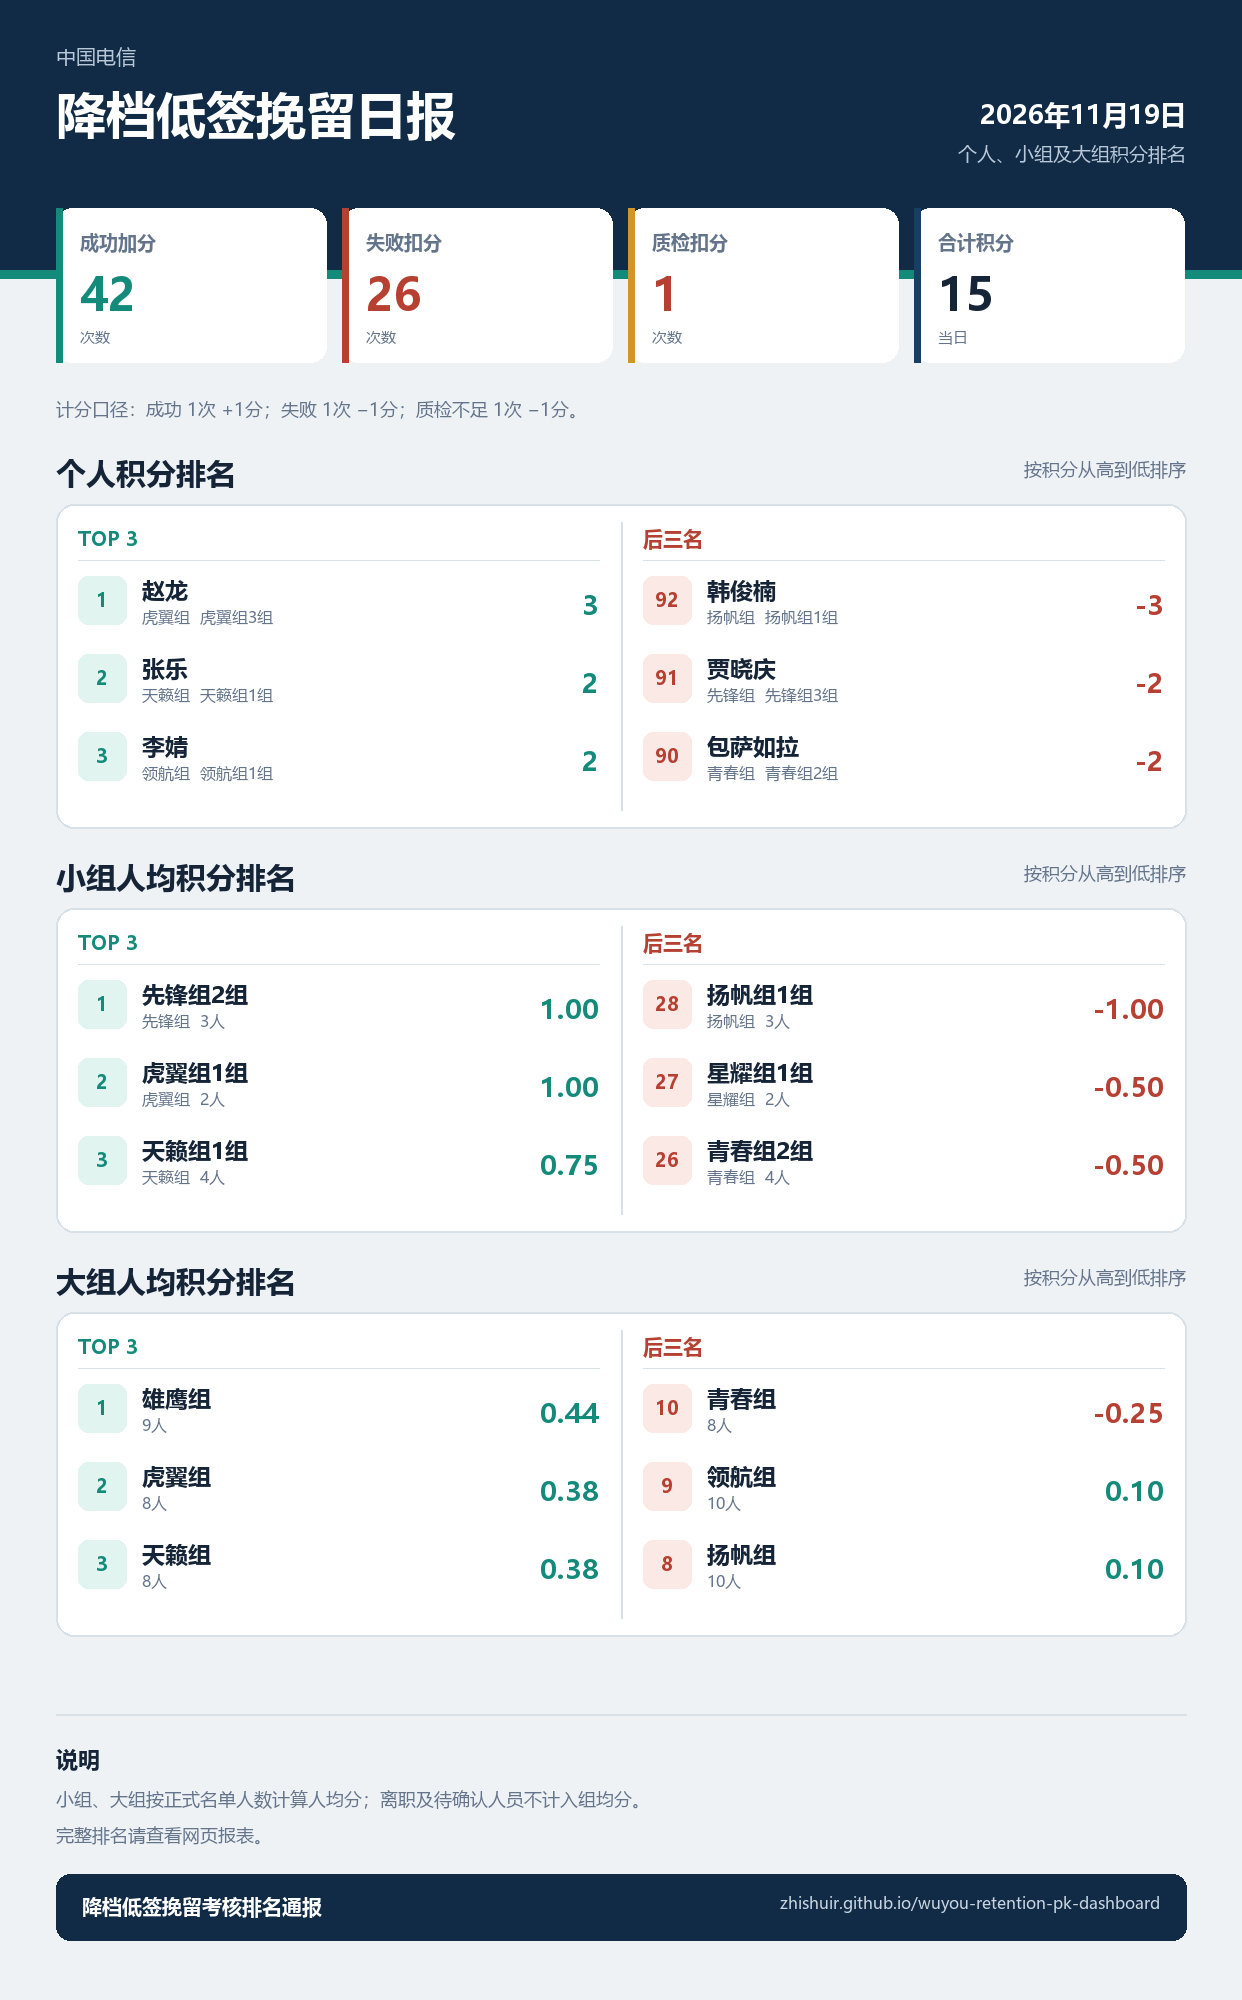 中国电信
降档低签挽留日报
2026年11月19日
个人、小组及大组积分排名
成功加分
42
次数
失败扣分
26
次数
质检扣分
1
次数
合计积分
15
当日
计分口径：成功 1次 +1分；失败 1次 −1分；质检不足 1次 −1分。
个人积分排名
按积分从高到低排序
TOP 3
1
赵龙
虎翼组 虎翼组3组
3
2
张乐
天籁组 天籁组1组
2
3
李婧
领航组 领航组1组
2
后三名
92
韩俊楠
扬帆组 扬帆组1组
-3
91
贾晓庆
先锋组 先锋组3组
-2
90
包萨如拉
青春组 青春组2组
-2
小组人均积分排名
按积分从高到低排序
TOP 3
1
先锋组2组
先锋组 3人
1.00
2
虎翼组1组
虎翼组 2人
1.00
3
天籁组1组
天籁组 4人
0.75
后三名
28
扬帆组1组
扬帆组 3人
-1.00
27
星耀组1组
星耀组 2人
-0.50
26
青春组2组
青春组 4人
-0.50
大组人均积分排名
按积分从高到低排序
TOP 3
1
雄鹰组
9人
0.44
2
虎翼组
8人
0.38
3
天籁组
8人
0.38
后三名
10
青春组
8人
-0.25
9
领航组
10人
0.10
8
扬帆组
10人
0.10
说明
小组、大组按正式名单人数计算人均分；离职及待确认人员不计入组均分。
完整排名请查看网页报表。
降档低签挽留考核排名通报
zhishuir.github.io/wuyou-retention-pk-dashboard